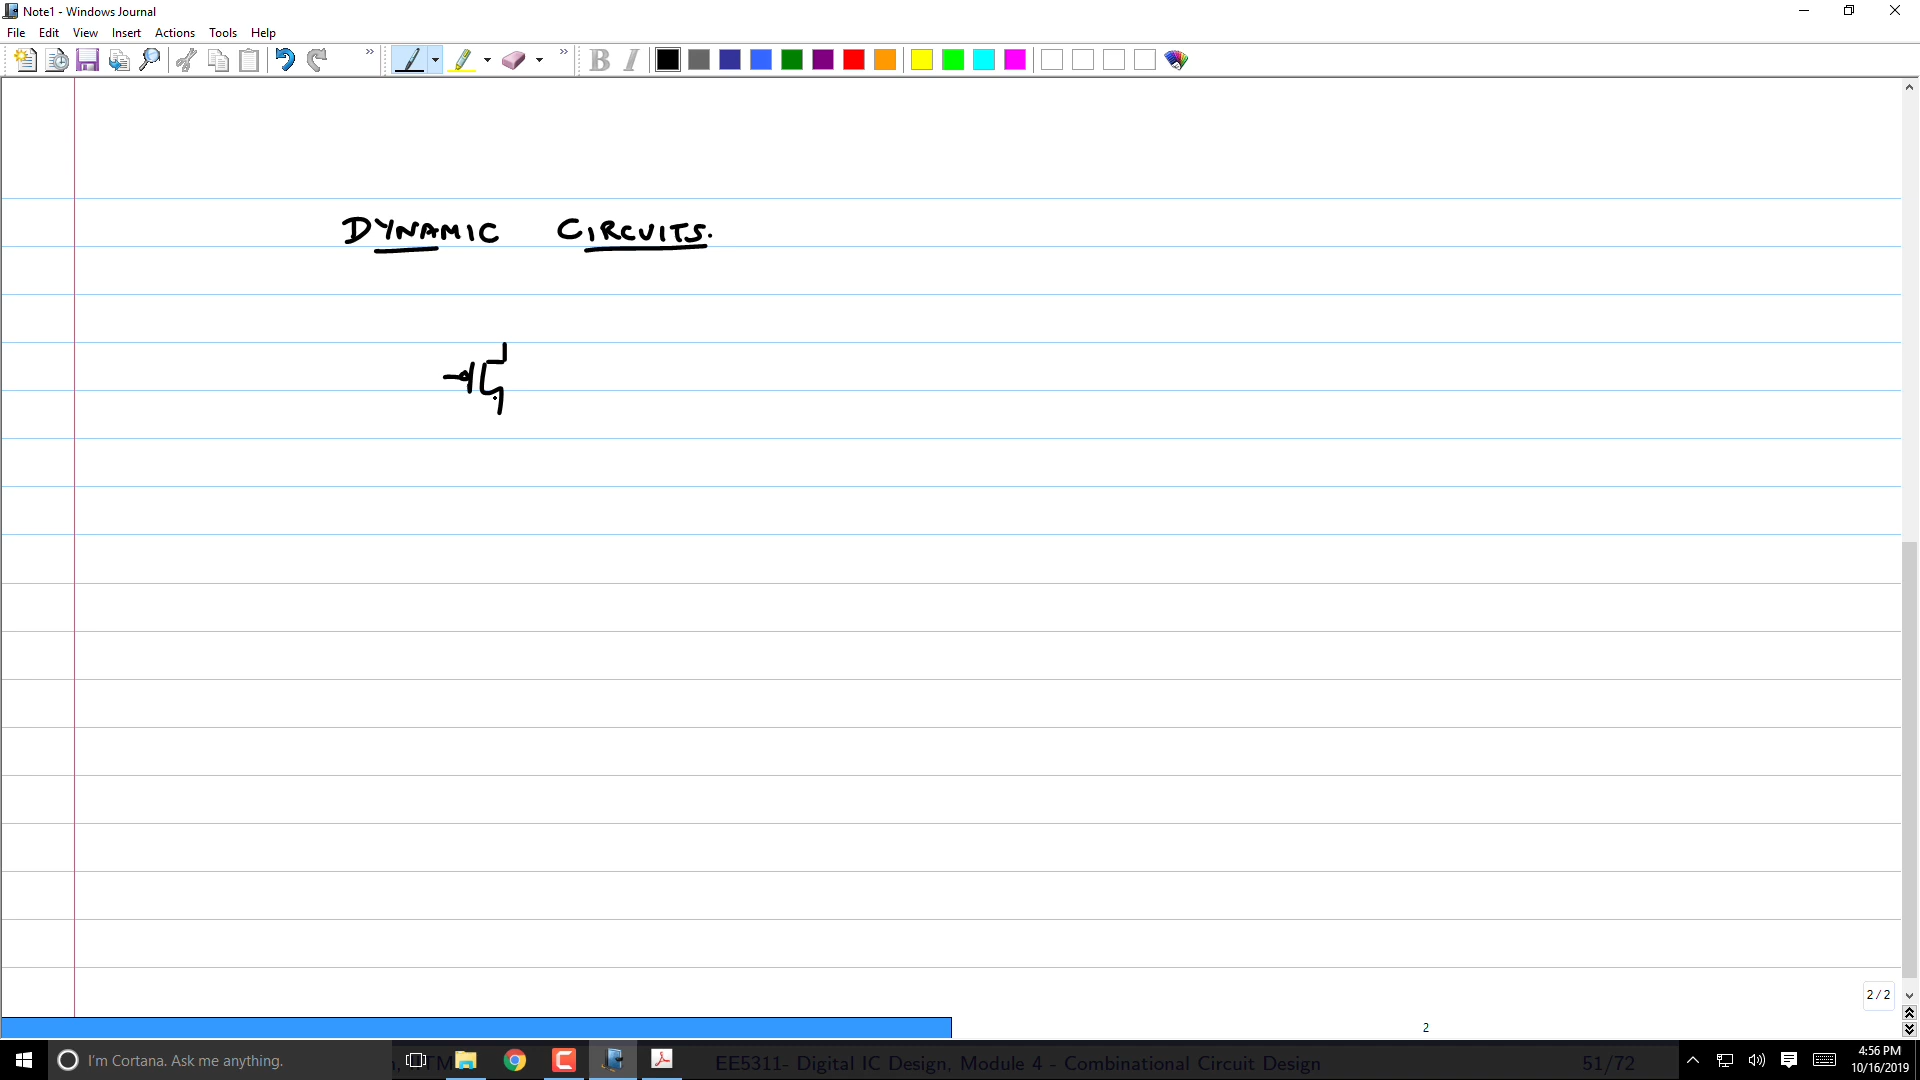 Note1 - Windows Journal
File Edit View Insert Actions Tools Help
B I
DYNAMIC CIRCUITS.
2 / 2
2
I'm Cortana. Ask me anything.
EE5311- Digital IC Design, Module 4 - Combinational Circuit Design
51/72
4:56 PM
10/16/2019